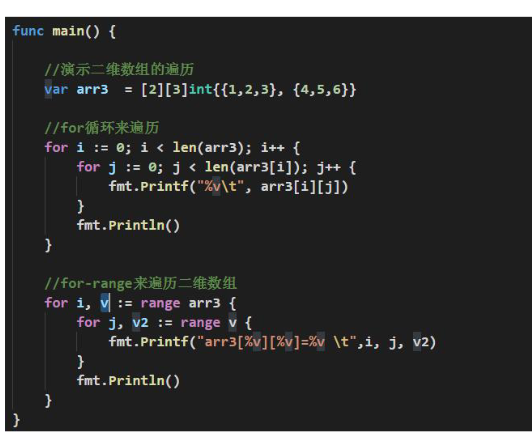 func main() {
//演示二维数组的遍历
var arr3  = [2][3]int{{1,2,3}, {4,5,6}}
//for循环来遍历
for i := 0; i < len(arr3); i++ {
for j := 0; j < len(arr3[i]); j++ {
fmt.Printf("%v\t", arr3[i][j])
}
fmt.Println()
}
//for-range来遍历二维数组
for i, v := range arr3 {
for j, v2 := range v {
fmt.Printf("arr3[%v][%v]=%v \t",i, j, v2)
}
fmt.Println()
}
}